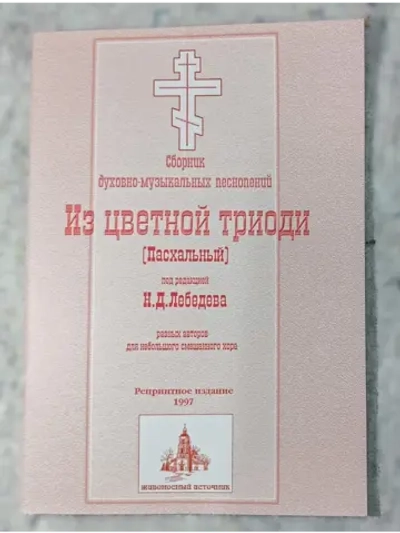 Сборник
духовно-музыкальных песнопений
Из цветной триоди
(Пасхальный)
под редакцией
Н.Д.Лебедева
разных авторов
для небольшого смешанного хора
Репринтное издание
1997
ЖИВОНОСНЫЙ ИСТОЧНИК